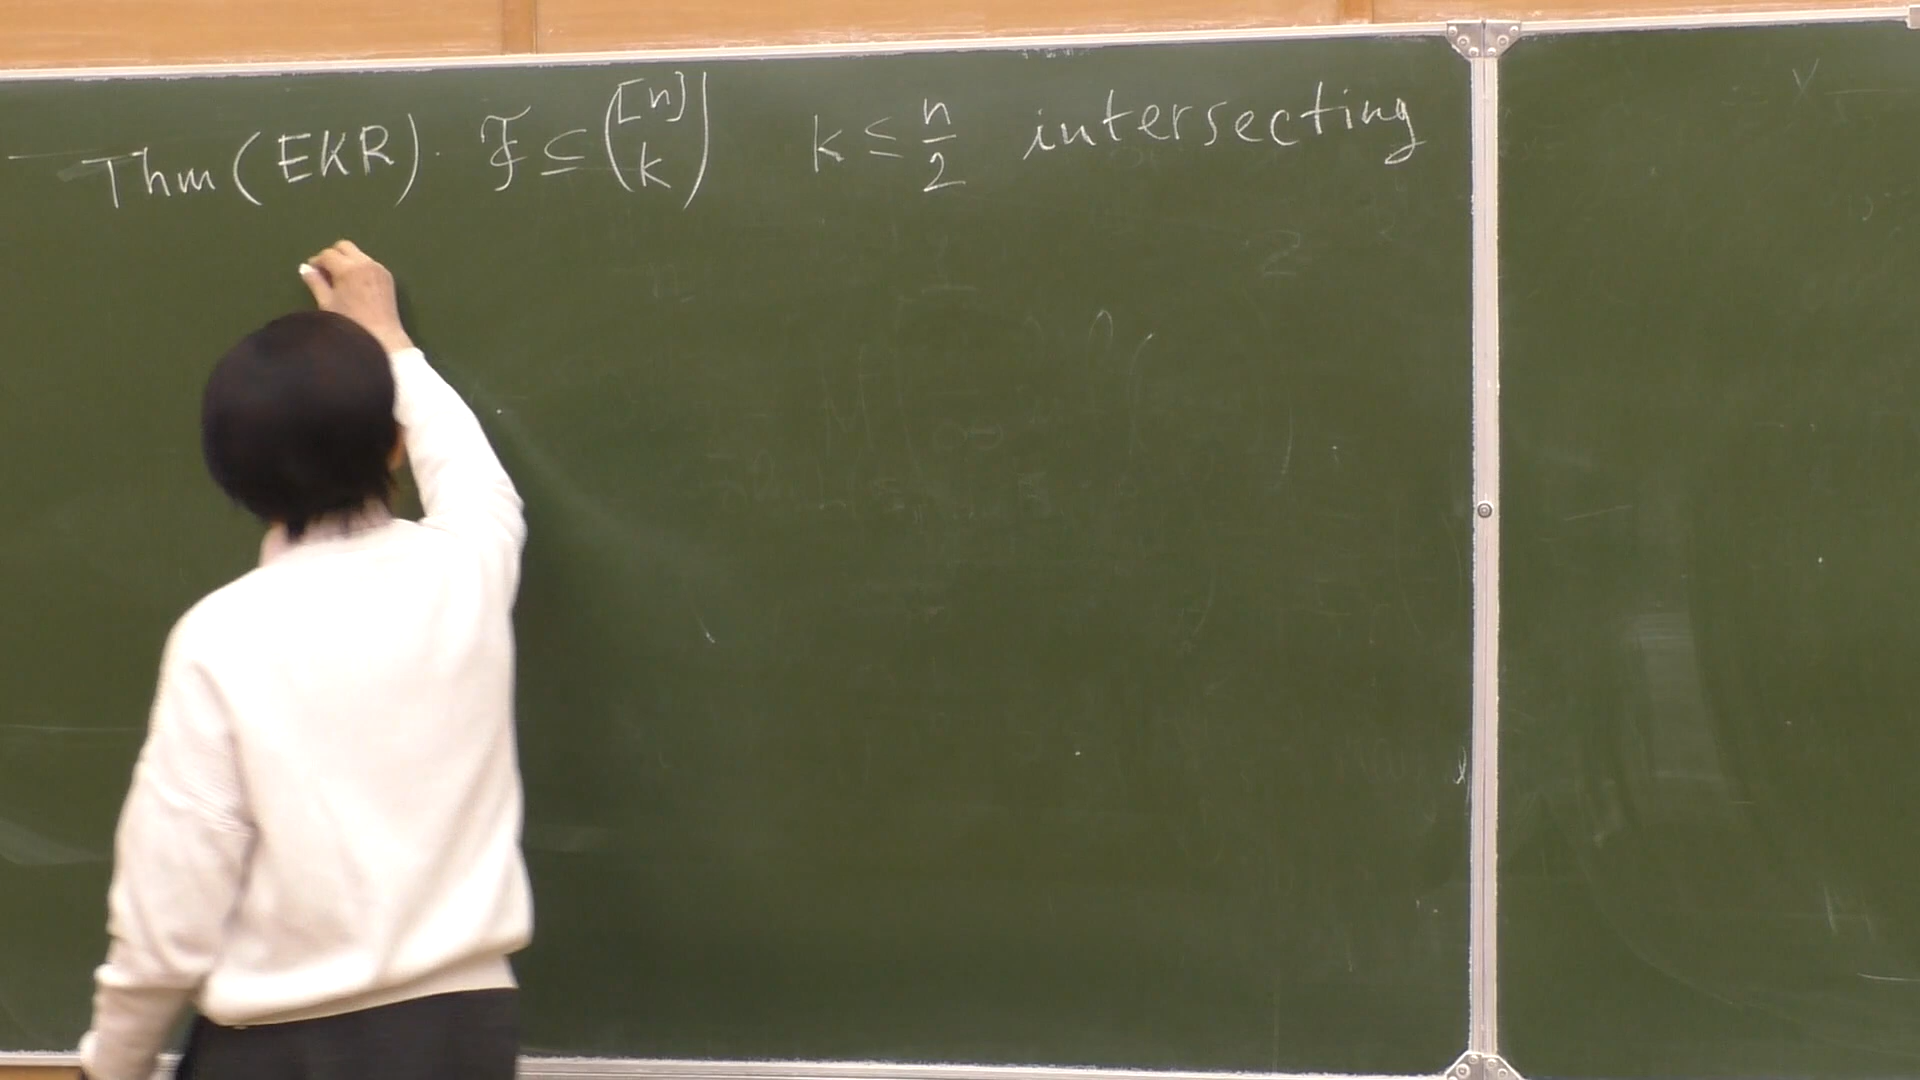 Thm (EKR). ℱ ⊆ ([n] k) k ≤ n/2 intersecting